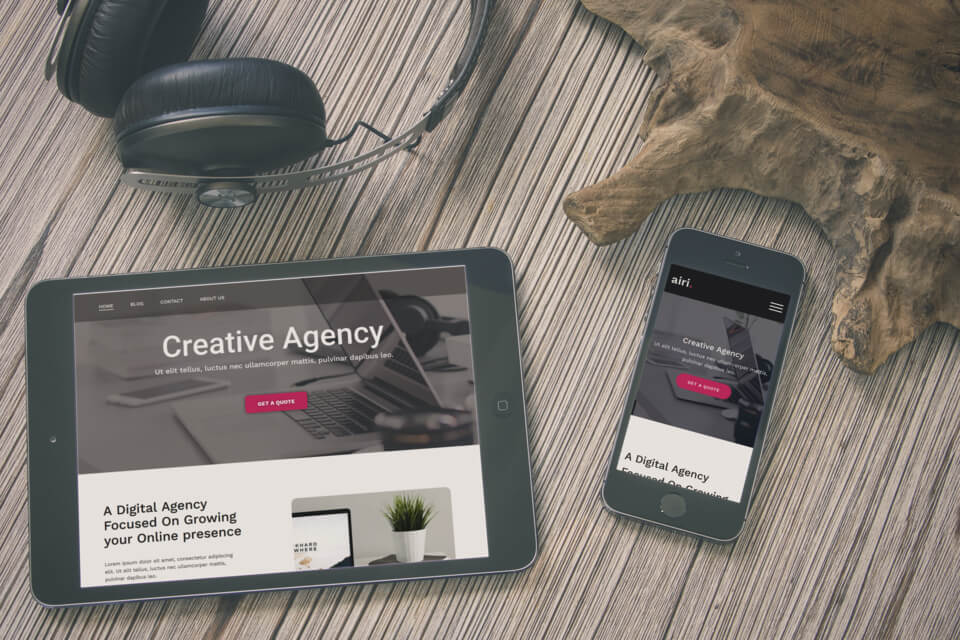 HOME BLOG CONTACT ABOUT US
Creative Agency
Ut elit tellus, luctus nec ullamcorper mattis, pulvinar dapibus leo.
GET A QUOTE
A Digital Agency
Focused On Growing
your Online presence
Lorem ipsum dolor sit amet, consectetur adipiscing
elit. Ut elit tellus, luctus nec ullamcorper mattis,
pulvinar dapibus leo.
KHARD
WHERE
airi.
Creative Agency
Ut elit tellus, luctus nec ullamcorper mattis,
pulvinar dapibus leo.
GET A QUOTE
A Digital Agency
Focused On Growing